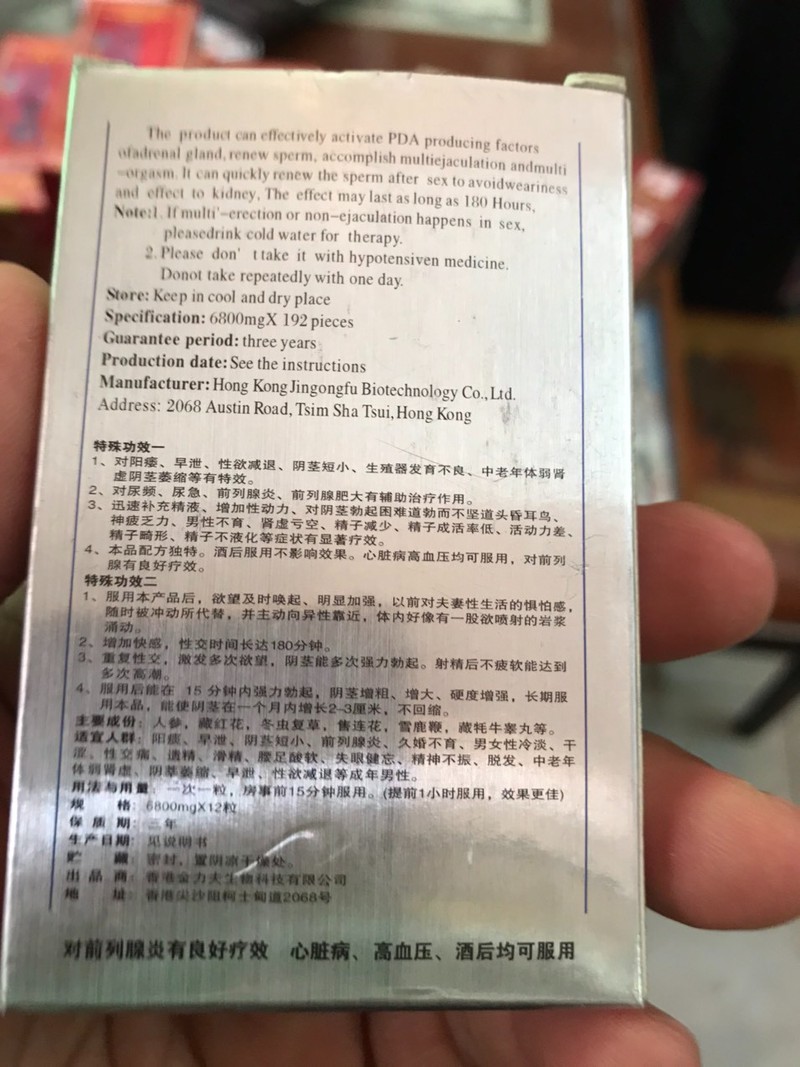 The product can effectively activate PDA producing factors
ofadrenal gland, renew sperm, accomplish multiejaculation andmulti
-orgasm. It can quickly renew the sperm after sex to avoidweariness
and effect to kidney, The effect may last as long as 180 Hours,
Note:1. If multi'-erection or non-ejaculation happens in sex,
pleasedrink cold water for therapy.
2. Please don' t take it with hypotensiven medicine.
Donot take repeatedly with one day.
Store: Keep in cool and dry place
Specification: 6800mgX 192 pieces
Guarantee period: three years
Production date: See the instructions
Manufacturer: Hong Kong Jingongfu Biotechnology Co., Ltd.
Address: 2068 Austin Road, Tsim Sha Tsui, Hong Kong
特殊功效一
1、对阳痿、早泄、性欲减退、阴茎短小、生殖器发育不良、中老年体弱肾
虚阴茎萎缩等有特效。
2、对尿频、尿急、前列腺炎、前列腺肥大有辅助治疗作用。
3、迅速补充精液、增加性动力、对阴茎勃起困难道勃而不坚道头昏耳鸟、
神疲乏力、男性不育、肾虚亏空、精子减少、精子成活率低、活动力差、
精子畸形、精子不液化等症状有显著疗效。
4、本品配方独特。酒后服用不影响效果。心脏病高血压均可服用，对前列
腺有良好疗效。
特殊功效二
1、服用本产品后，欲望及时唤起、明显加强，以前对夫妻性生活的惧怕感，
随时被冲动所代替，并主动向异性靠近，体内好像有一股欲喷射的岩浆
涌动。
2、增加快感，性交时间长达180分钟。
3、重复性交，激发多次欲望，阴茎能多次强力勃起。射精后不疲软能达到
多次高潮。
4、服用后能在 15 分钟内强力勃起，阴茎增粗、增大、硬度增强，长期服
用本品，能使阴茎在一个月内增长2-3厘米，不回缩。
主要成份：人参，藏红花，冬虫复草，售连花，雪鹿鞭，藏牦牛睾丸等。
适宜人群：阳痿、早泄、阴茎短小、前列腺炎、久婚不育、男女性冷淡、干
涩、性交痛、遗精、滑精、腰足酸软、失眼健忘、精神不振、脱发、中老年
体弱肾虚、阴茎萎缩、早泄、性欲减退等成年男性。
用法与用量：一次一粒，房事前15分钟服用。(提前1小时服用，效果更佳)
规 格：6800mgX12粒
保 质 期：三年
生产日期：见说明书
贮 藏：密封，置阴凉干燥处。
出 品 商：香港金力夫生物科技有限公司
地 址：香港尖沙阻柯士甸道2068号
对前列腺炎有良好疗效 心脏病、高血压、酒后均可服用